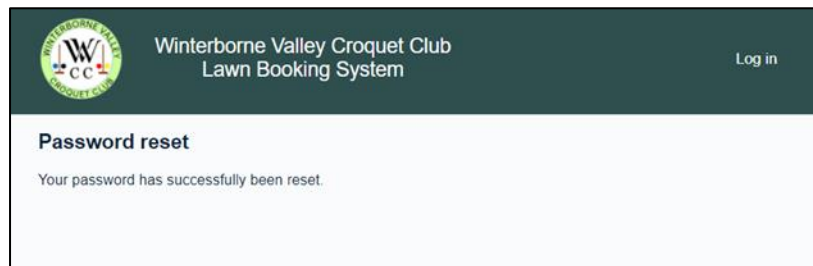 WINTERBORNE VALLEY
W
CC
CROQUET CLUB
Winterborne Valley Croquet Club
Lawn Booking System
Log in
Password reset
Your password has successfully been reset.